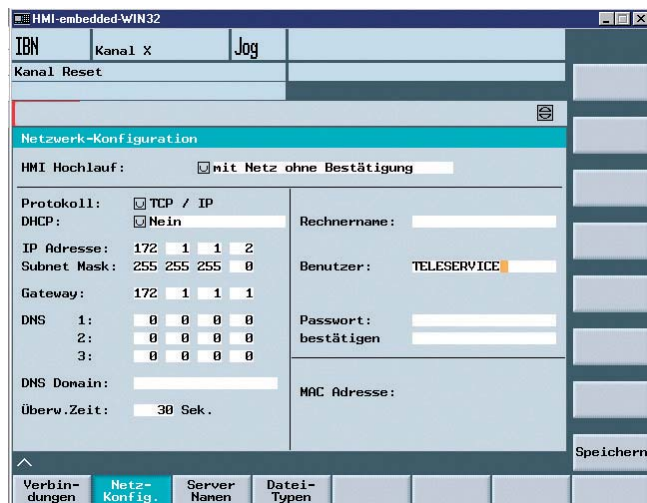 HMI-embedded-WIN32
IBN Kanal X Jog
Kanal Reset
Netzwerk-Konfiguration
HMI Hochlauf: mit Netz ohne Bestätigung
Protokoll: TCP / IP
DHCP: Nein
Rechnername:
IP Adresse: 172 1 1 2
Subnet Mask: 255 255 255 0
Benutzer: TELESERVICE
Gateway: 172 1 1 1
DNS 1: 0 0 0 0
2: 0 0 0 0
3: 0 0 0 0
Passwort:
bestätigen
DNS Domain:
MAC Adresse:
Überw.Zeit: 30 Sek.
Speichern
Verbin-
dungen
Netz-
Konfig.
Server
Namen
Datei-
Typen